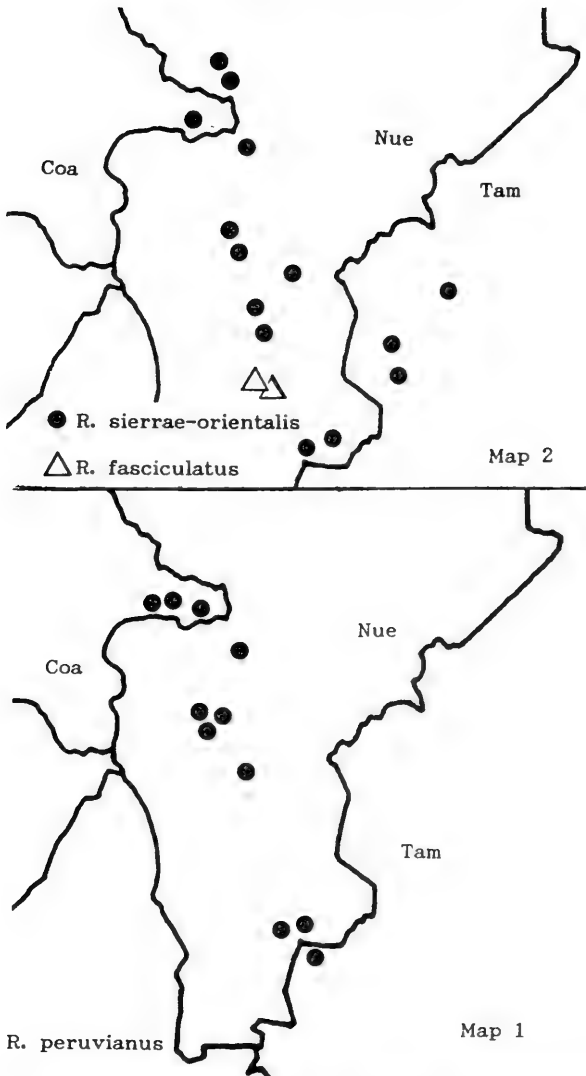 Nue
Coa
Tam
R. sierrae-orientalis
R. fasciculatus
Map 2
Nue
Coa
Tam
R. peruvianus
Map 1